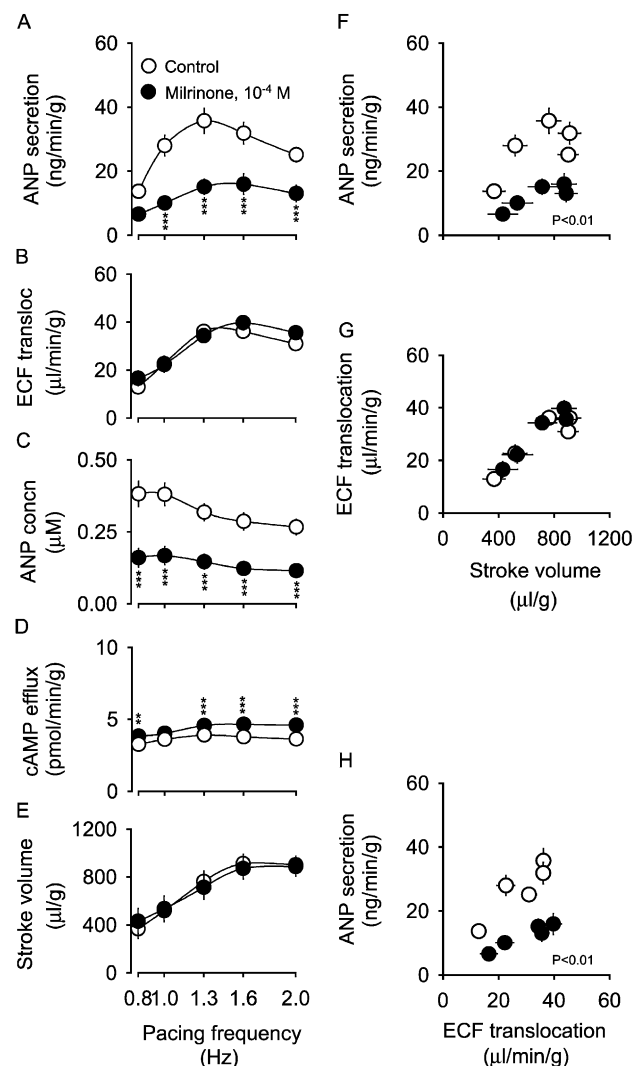 A
60
40
20
0
ANP secretion
(ng/min/g)
Control
Milrinone, 10⁻⁴ M
***
***
***
***
B
60
40
20
0
ECF transloc
(μl/min/g)
C
0.50
0.25
0.00
ANP concn
(μM)
***
***
***
***
***
D
10
5
0
cAMP efflux
(pmol/min/g)
**
***
***
***
E
1200
800
400
0
Stroke volume
(μl/g)
0.8 1.0 1.3 1.6 2.0
Pacing frequency
(Hz)
F
60
40
20
0
ANP secretion
(ng/min/g)
P<0.01
G
60
40
20
0
ECF translocation
(μl/min/g)
0 400 800 1200
Stroke volume
(μl/g)
H
60
40
20
0
ANP secretion
(ng/min/g)
P<0.01
0 20 40 60
ECF translocation
(μl/min/g)